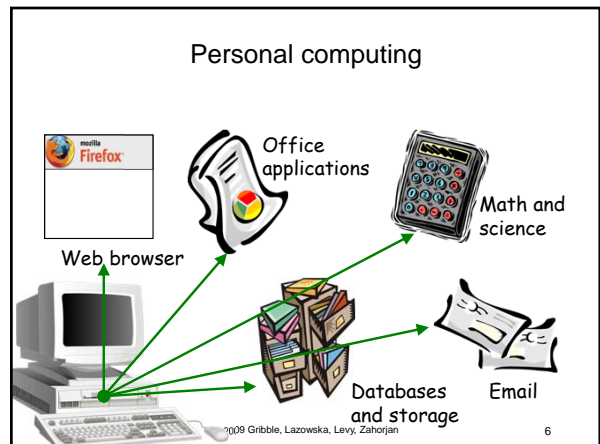 Personal computing
mozilla
Firefox
Office
applications
Math and
science
Web browser
Databases
and storage
Email
2009 Gribble, Lazowska, Levy, Zahorjan
6